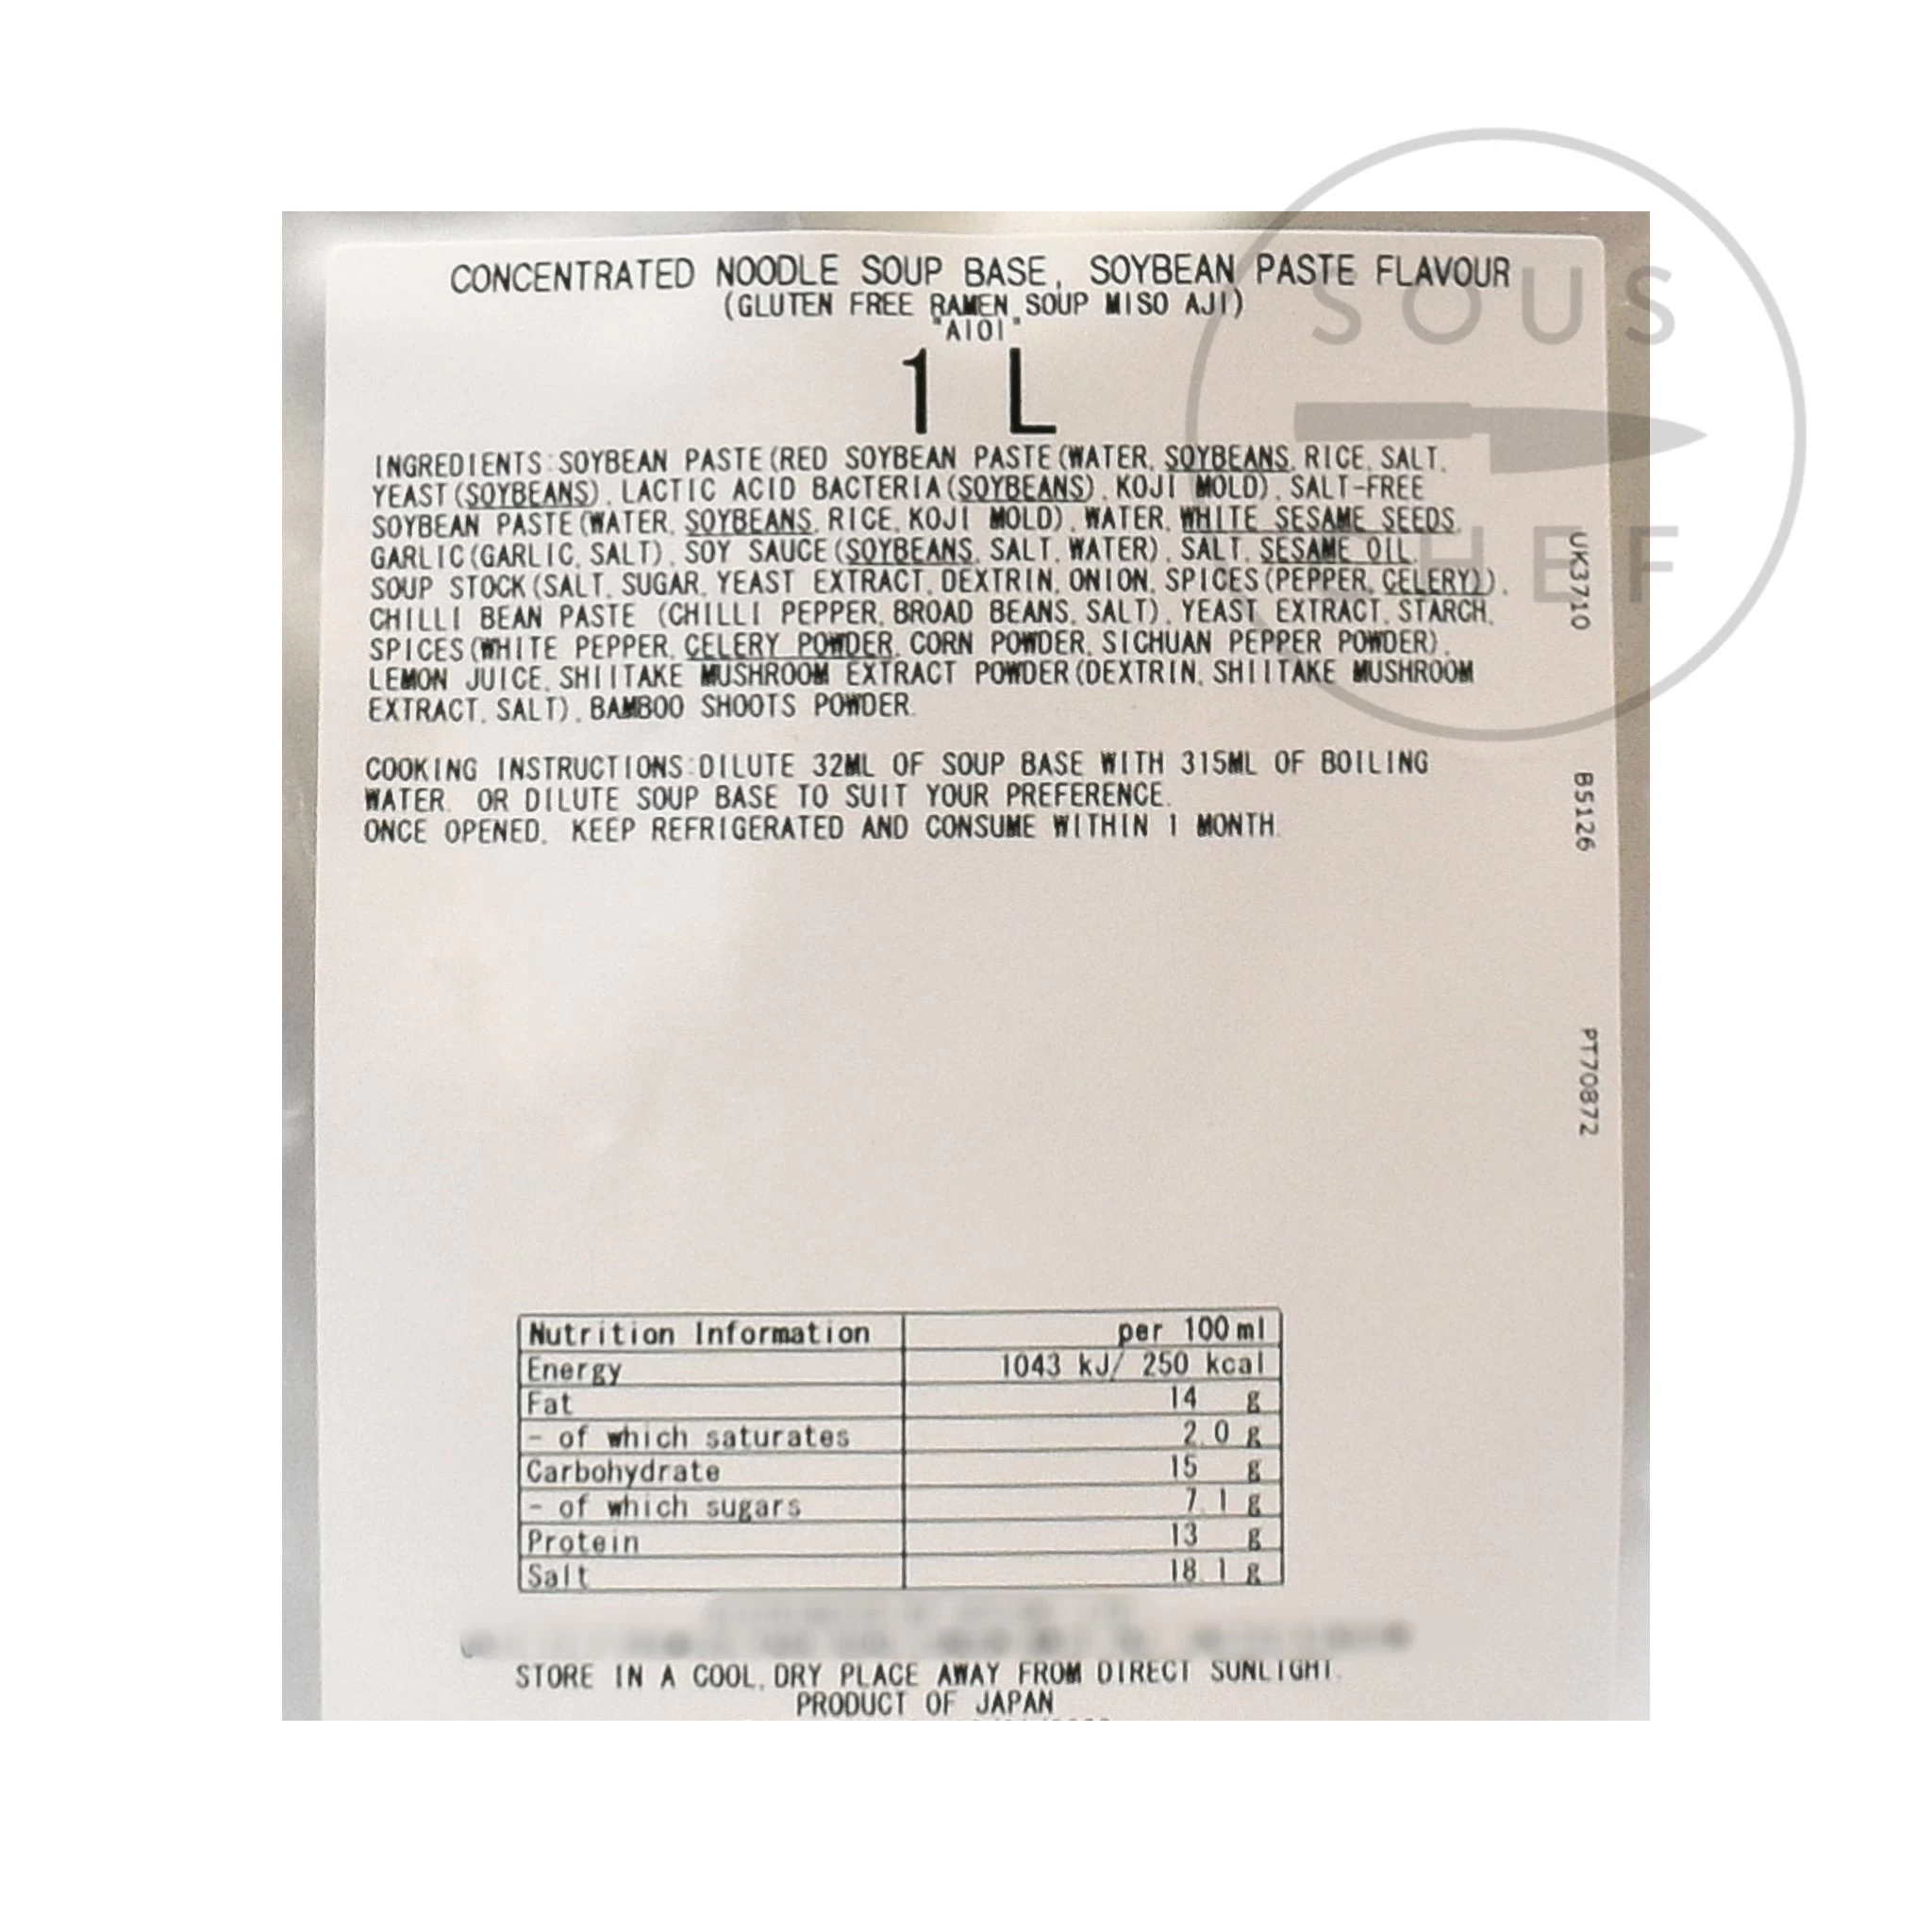 CONCENTRATED NOODLE SOUP BASE, SOYBEAN PASTE FLAVOUR
(GLUTEN FREE RAMEN SOUP MISO AJI)
"AIOI"
1 L
INGREDIENTS:SOYBEAN PASTE(RED SOYBEAN PASTE(WATER, SOYBEANS, RICE, SALT,
YEAST(SOYBEANS), LACTIC ACID BACTERIA(SOYBEANS), KOJI MOLD), SALT-FREE
SOYBEAN PASTE(WATER, SOYBEANS, RICE, KOJI MOLD), WATER, WHITE SESAME SEEDS,
GARLIC(GARLIC, SALT), SOY SAUCE(SOYBEANS, SALT, WATER), SALT, SESAME OIL,
SOUP STOCK(SALT, SUGAR, YEAST EXTRACT, DEXTRIN, ONION, SPICES(PEPPER, CELERY)),
CHILLI BEAN PASTE (CHILLI PEPPER, BROAD BEANS, SALT), YEAST EXTRACT, STARCH,
SPICES(WHITE PEPPER, CELERY POWDER, CORN POWDER, SICHUAN PEPPER POWDER),
LEMON JUICE, SHIITAKE MUSHROOM EXTRACT POWDER(DEXTRIN, SHIITAKE MUSHROOM
EXTRACT, SALT), BAMBOO SHOOTS POWDER.
COOKING INSTRUCTIONS:DILUTE 32ML OF SOUP BASE WITH 315ML OF BOILING
WATER. OR DILUTE SOUP BASE TO SUIT YOUR PREFERENCE.
ONCE OPENED, KEEP REFRIGERATED AND CONSUME WITHIN 1 MONTH.
Nutrition Information per 100ml
Energy 1043 kJ/ 250 kcal
Fat 14 g
- of which saturates 2.0 g
Carbohydrate 15 g
- of which sugars 7.1 g
Protein 13 g
Salt 18.1 g
STORE IN A COOL, DRY PLACE AWAY FROM DIRECT SUNLIGHT.
PRODUCT OF JAPAN
UK3710
B5126
PT70872
SOUS
CHEF